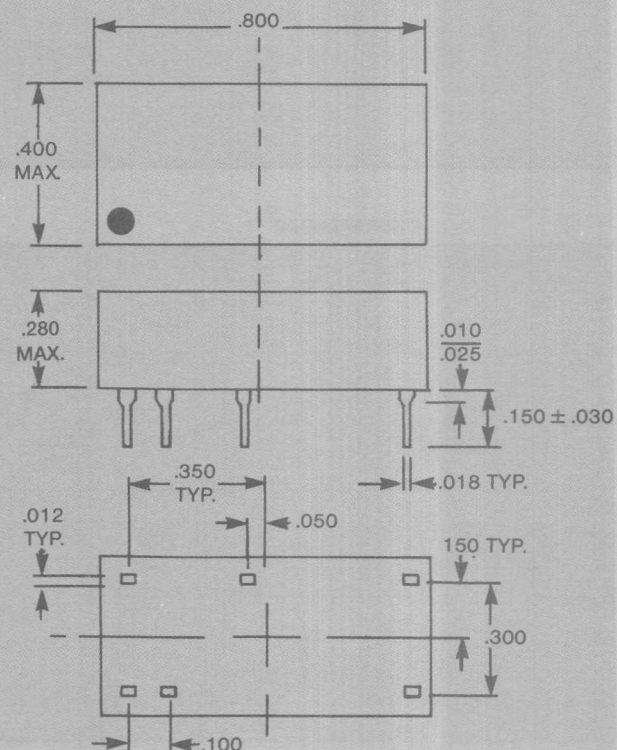 .800
.400
MAX.
.280
MAX.
.010
.025
.150 ± .030
.350
TYP.
.018 TYP.
.012
TYP.
.050
150 TYP.
.300
.100